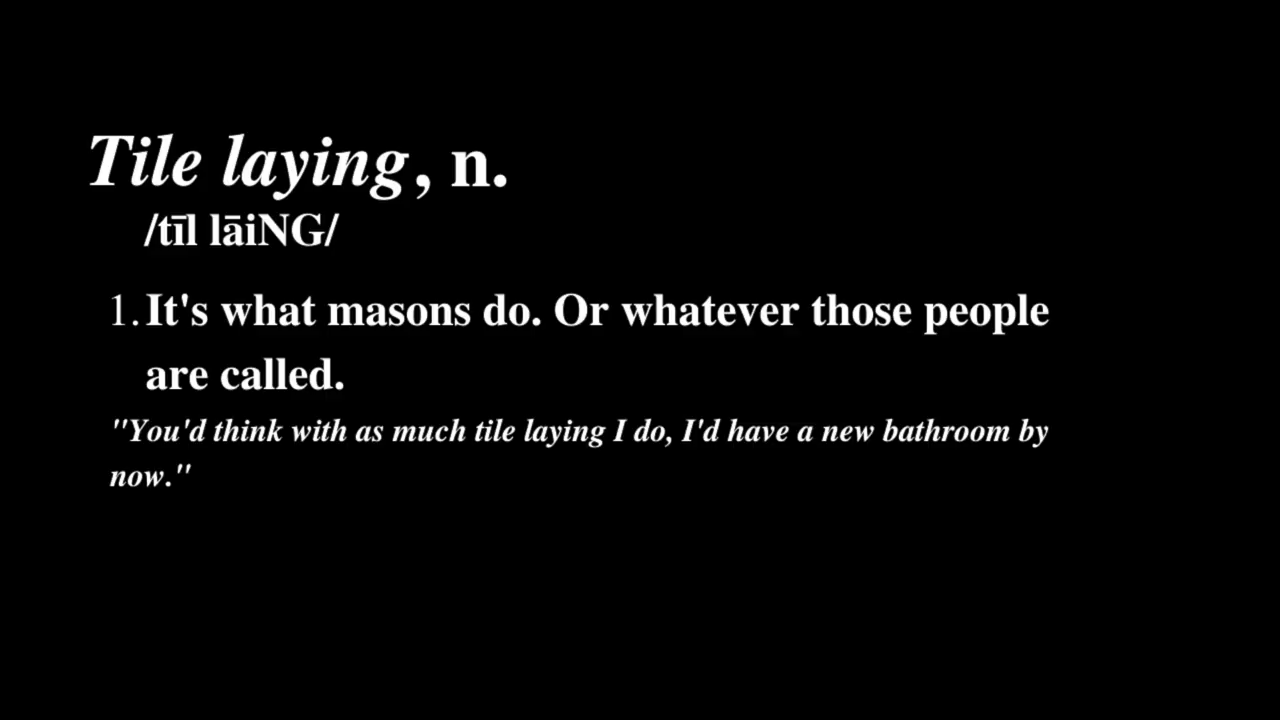 Tile laying, n.
/tīl lāiNG/
1. It's what masons do. Or whatever those people
are called.
"You'd think with as much tile laying I do, I'd have a new bathroom by
now."